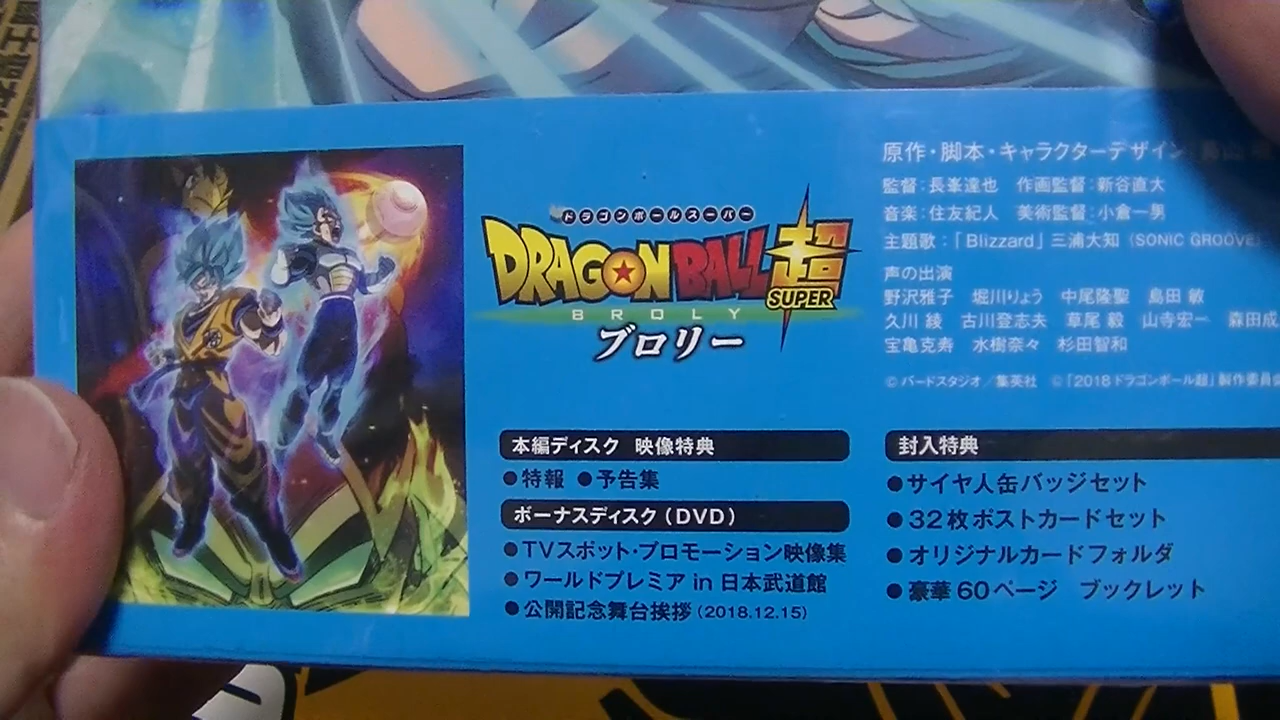 ドラゴンボールスーパー
DRAGON BALL超
SUPER
BROLY
ブロリー
本編ディスク 映像特典
●特報 ●予告集
ボーナスディスク(DVD)
●TVスポット・プロモーション映像集
●ワールドプレミア in 日本武道館
●公開記念舞台挨拶(2018.12.15)
原作・脚本・キャラクターデザイン:
監督:長峯達也 作画監督:新谷直大
音楽:住友紀人 美術監督:小倉一男
主題歌:「Blizzard」三浦大知(SONIC GROOVE)
声の出演
野沢雅子 堀川りょう 中尾隆聖 島田 敏
久川 綾 古川登志夫 草尾 毅 山寺宏一 森田成
宝亀克寿 水樹奈々 杉田智和
©バードスタジオ/集英社 ©「2018 ドラゴンボール超」製作委員会
封入特典
●サイヤ人缶バッジセット
●32枚ポストカードセット
●オリジナルカードフォルダ
●豪華60ページ ブックレット